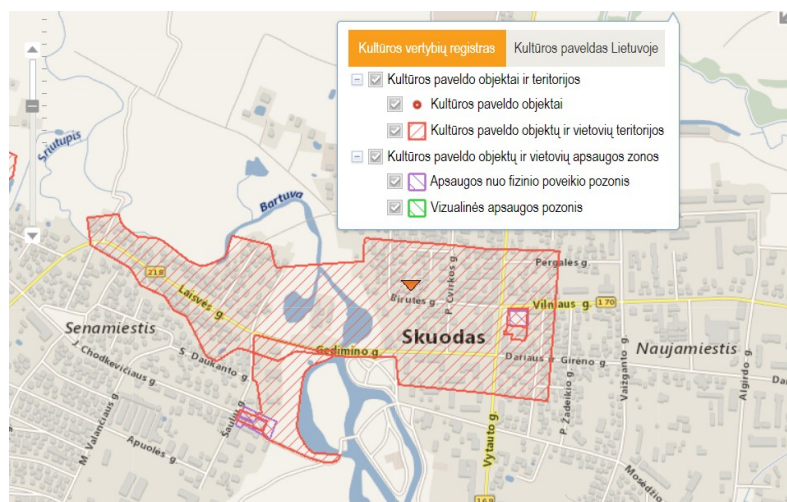 Kultūros vertybių registras
Kultūros paveldas Lietuvoje
Kultūros paveldo objektai ir teritorijos
Kultūros paveldo objektai
Kultūros paveldo objektų ir vietovių teritorijos
Kultūros paveldo objektų ir vietovių apsaugos zonos
Apsaugos nuo fizinio poveikio pozonis
Vizualinės apsaugos pozonis
Sriutupis
Bartuva
218
Laisvės g.
Senamiestis
J. Chodkevičiaus g.
S. Daukanto g.
M. Valančiaus g.
Apuolės g.
Šaulių g.
Gedimino g.
Birutės g.
P. Cvirkos g.
Skuodas
Pergalės g.
Vilniaus g.
170
Dariaus ir Girėno g.
Naujamiestis
Vytauto g.
P. Žadeikio g.
Vaižganto g.
Algirdo g.
Mosėdžio
169